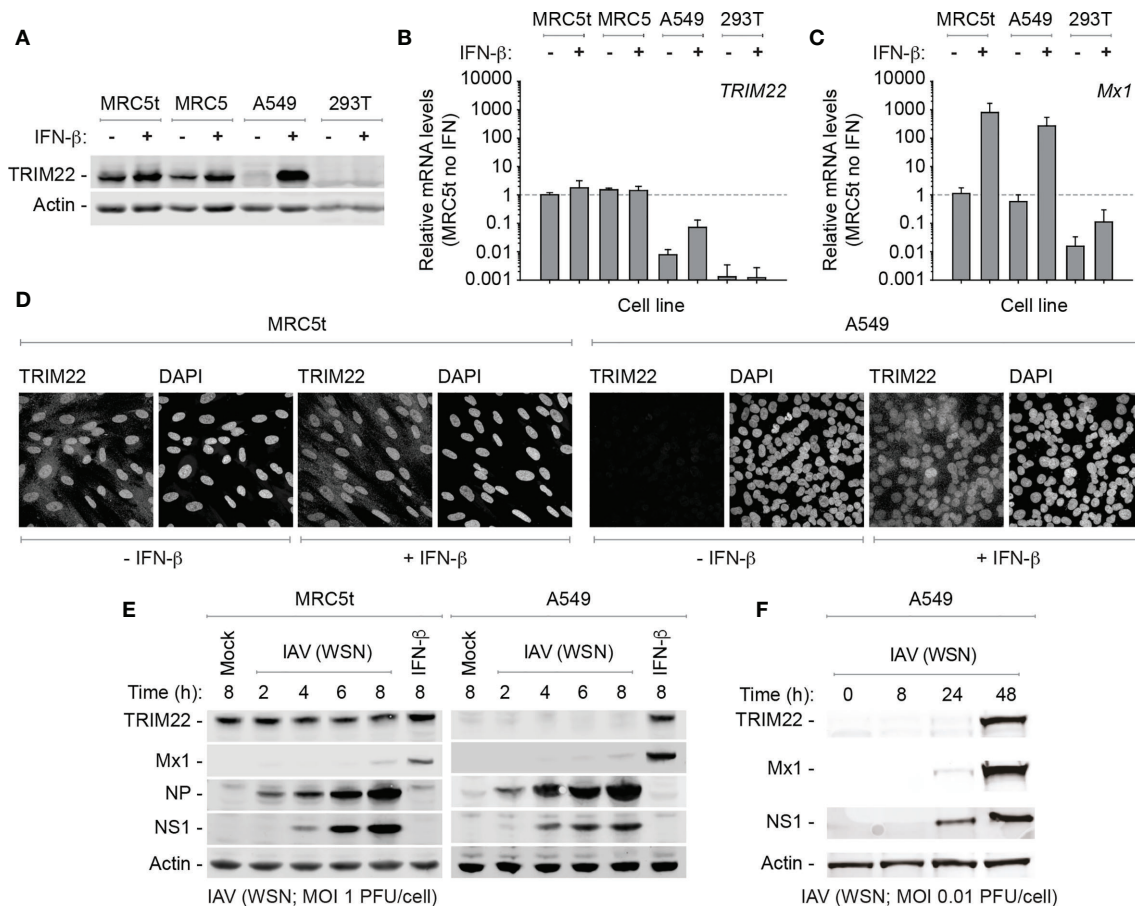 A
MRC5t MRC5 A549 293T
IFN-β: - + - + - + - +
TRIM22 -
Actin -
B
MRC5t MRC5 A549 293T
IFN-β: - + - + - + - +
TRIM22
10000
1000
100
10
1
0.1
0.01
0.001
Relative mRNA levels
(MRC5t no IFN)
Cell line
C
MRC5t A549 293T
IFN-β: - + - + - +
Mx1
10000
1000
100
10
1
0.1
0.01
0.001
Relative mRNA levels
(MRC5t no IFN)
Cell line
D
MRC5t A549
TRIM22 DAPI TRIM22 DAPI TRIM22 DAPI TRIM22 DAPI
- IFN-β + IFN-β - IFN-β + IFN-β
E
MRC5t A549
Mock IAV (WSN) IFN-β Mock IAV (WSN) IFN-β
Time (h): 8 2 4 6 8 8 8 2 4 6 8 8
TRIM22 -
Mx1 -
NP -
NS1 -
Actin -
IAV (WSN; MOI 1 PFU/cell)
F
A549
IAV (WSN)
Time (h): 0 8 24 48
TRIM22 -
Mx1 -
NS1 -
Actin -
IAV (WSN; MOI 0.01 PFU/cell)